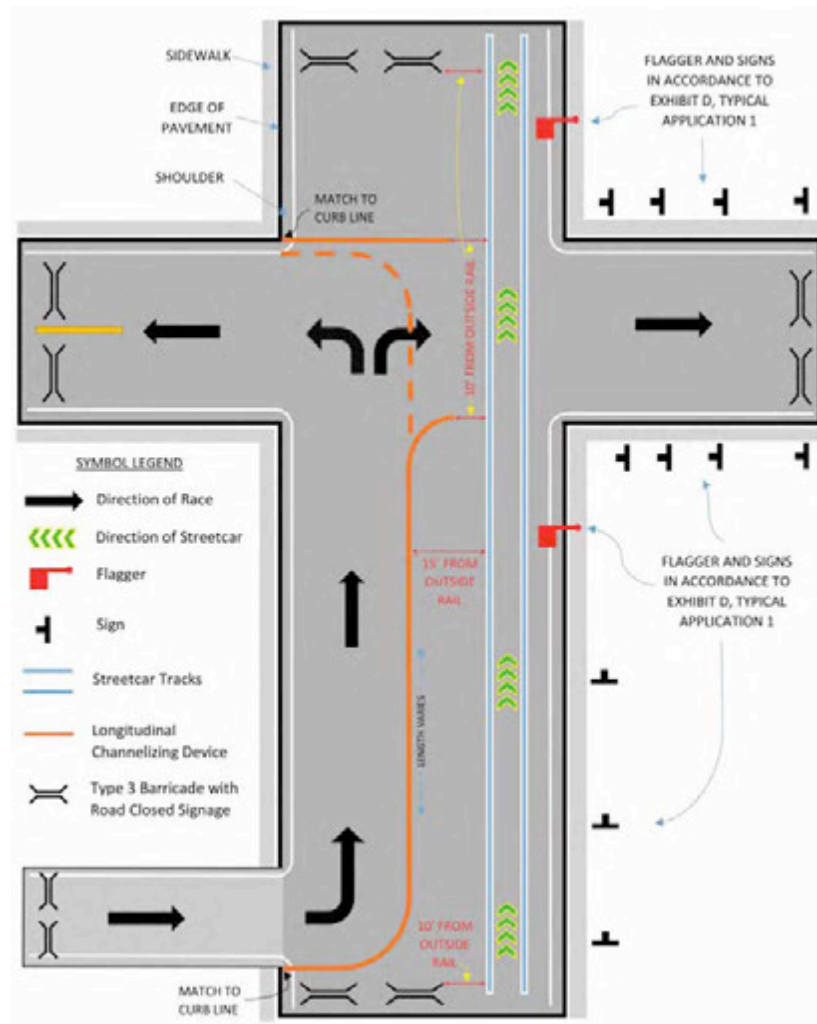 SIDEWALK
EDGE OF
PAVEMENT
SHOULDER
MATCH TO
CURB LINE
FLAGGER AND SIGNS
IN ACCORDANCE TO
EXHIBIT D, TYPICAL
APPLICATION 1
10' FROM OUTSIDE RAIL
SYMBOL LEGEND
Direction of Race
Direction of Streetcar
Flagger
Sign
Streetcar Tracks
Longitudinal
Channelizing Device
Type 3 Barricade with
Road Closed Signage
15' FROM
OUTSIDE
RAIL
FLAGGER AND SIGNS
IN ACCORDANCE TO
EXHIBIT D, TYPICAL
APPLICATION 1
LENGTH VARIES
10' FROM
OUTSIDE
RAIL
MATCH TO
CURB LINE